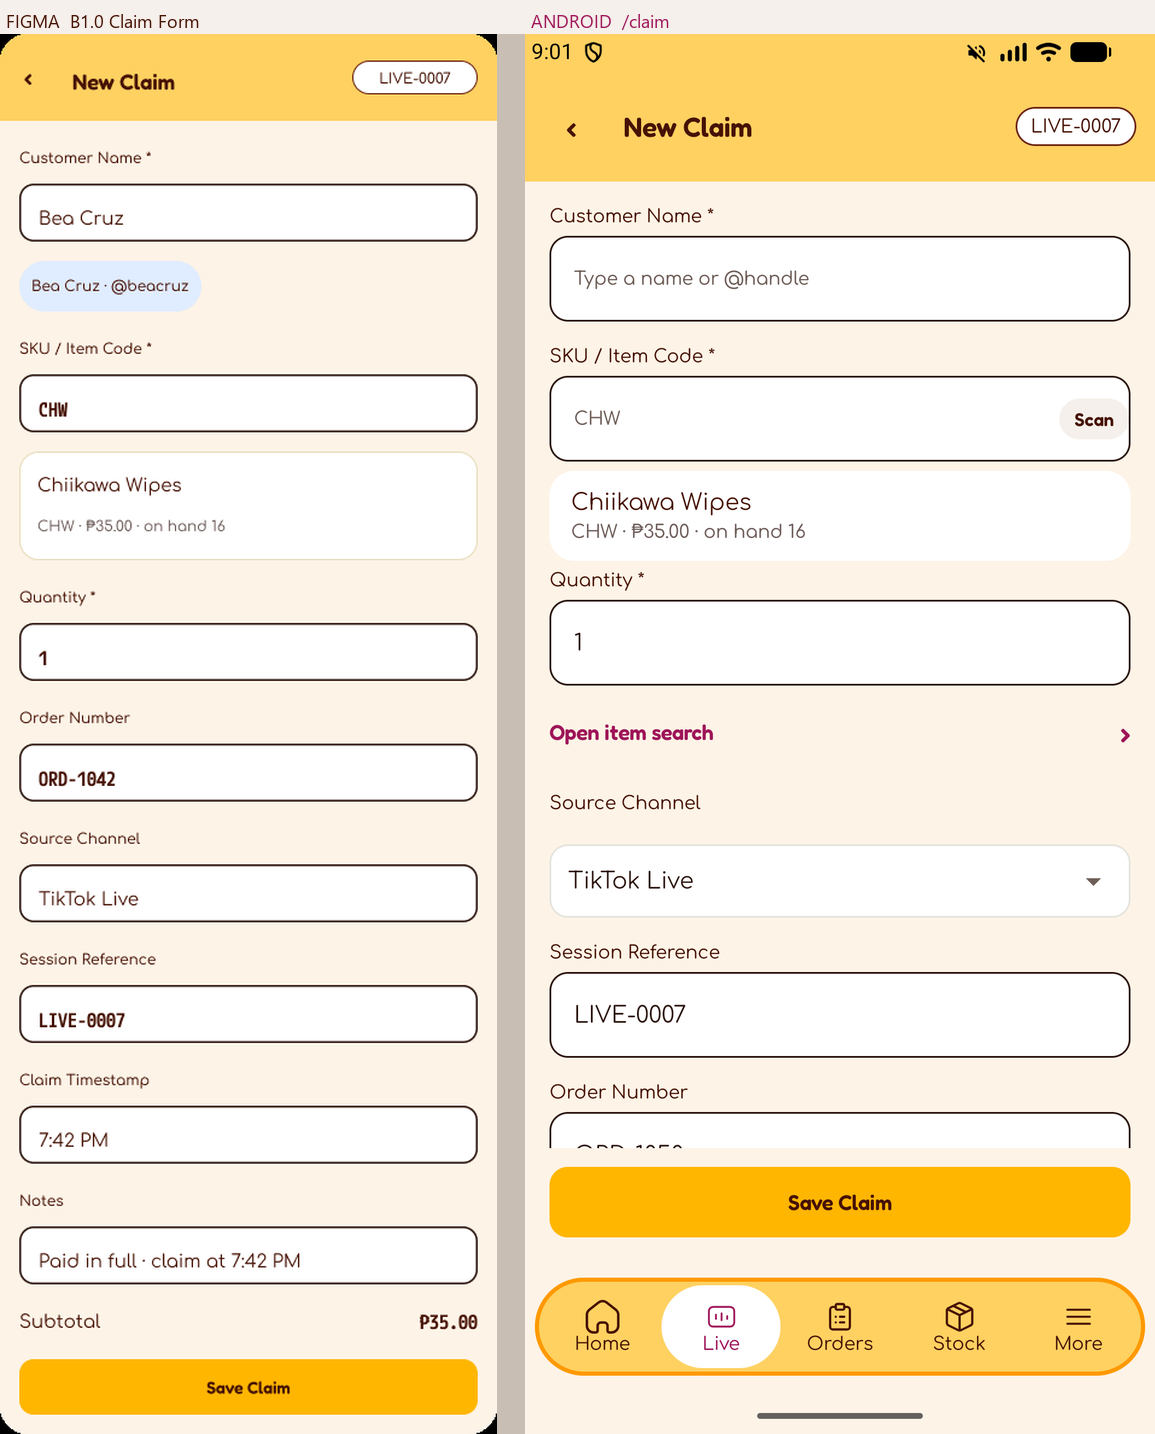 FIGMA B1.0 Claim Form
New Claim
LIVE-0007
Customer Name *
Bea Cruz
Bea Cruz · @beacruz
SKU / Item Code *
CHW
Chiikawa Wipes
CHW · ₱35.00 · on hand 16
Quantity *
1
Order Number
ORD-1042
Source Channel
TikTok Live
Session Reference
LIVE-0007
Claim Timestamp
7:42 PM
Notes
Paid in full · claim at 7:42 PM
Subtotal ₱35.00
Save Claim
ANDROID /claim
9:01
New Claim
LIVE-0007
Customer Name *
Type a name or @handle
SKU / Item Code *
CHW
Scan
Chiikawa Wipes
CHW · ₱35.00 · on hand 16
Quantity *
1
Open item search
Source Channel
TikTok Live
Session Reference
LIVE-0007
Order Number
Save Claim
Home Live Orders Stock More